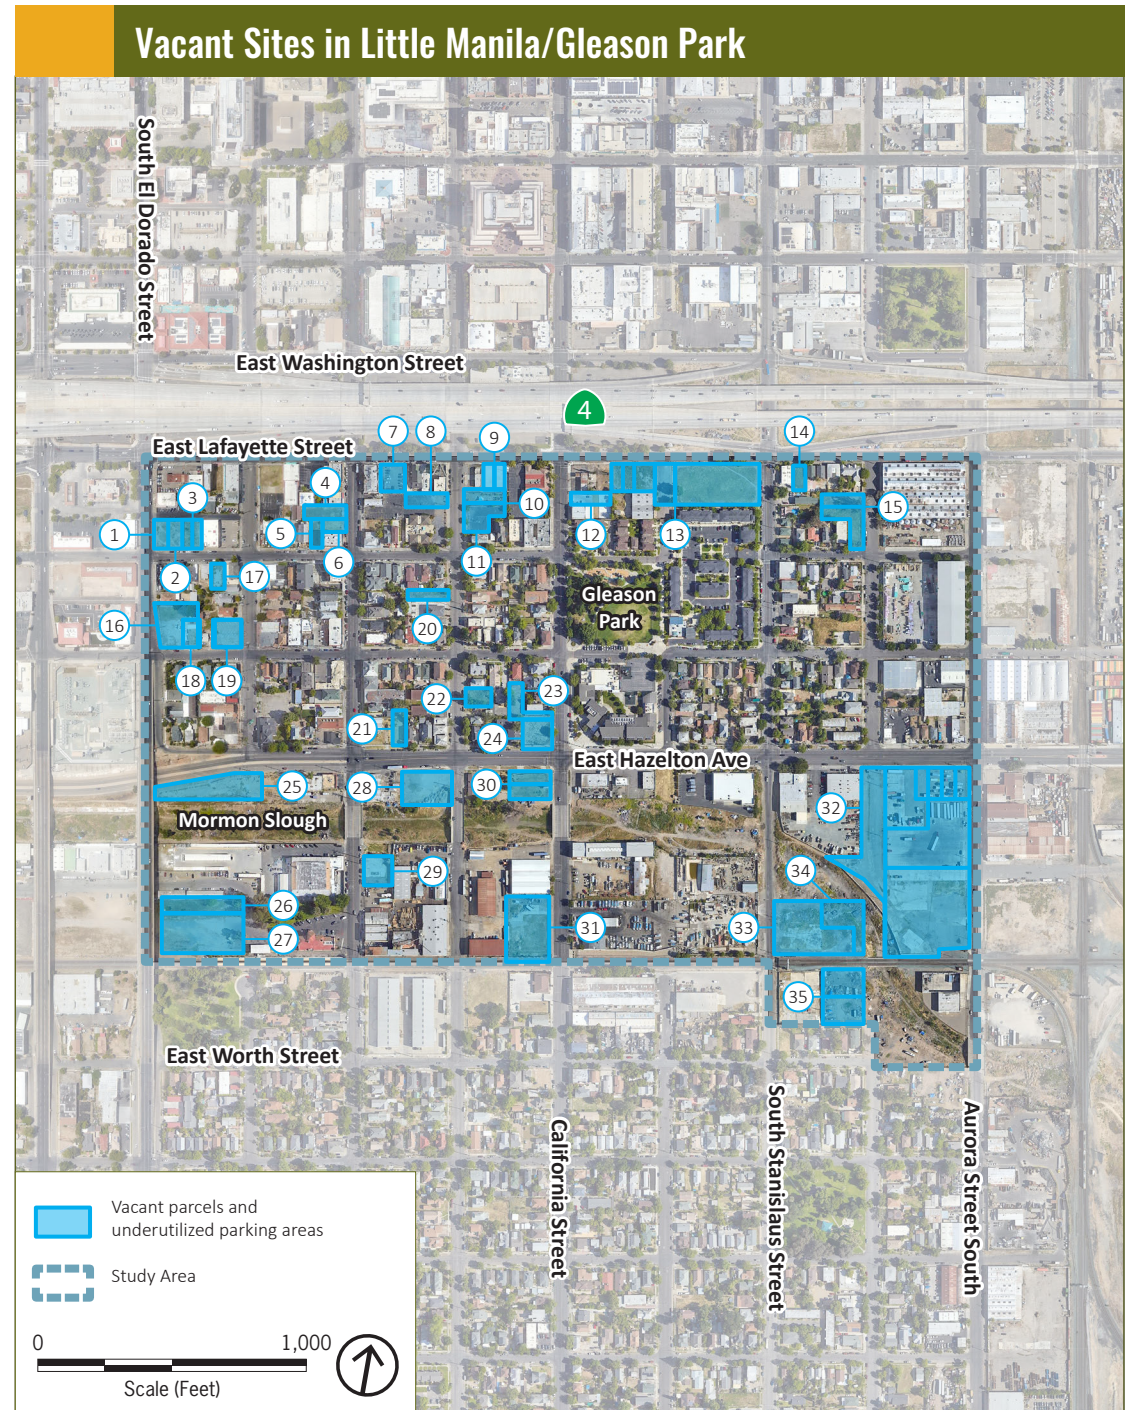 Vacant Sites in Little Manila/Gleason Park
South El Dorado Street
East Washington Street
4
East Lafayette Street
7
8
9
14
3
4
10
15
1
5
6
11
12
13
2
17
16
20
Gleason
Park
18
19
22
23
21
24
East Hazelton Ave
25
28
30
32
Mormon Slough
29
34
26
27
31
33
35
East Worth Street
California Street
South Stanislaus Street
Aurora Street South
Vacant parcels and
underutilized parking areas
Study Area
0 1,000
Scale (Feet)